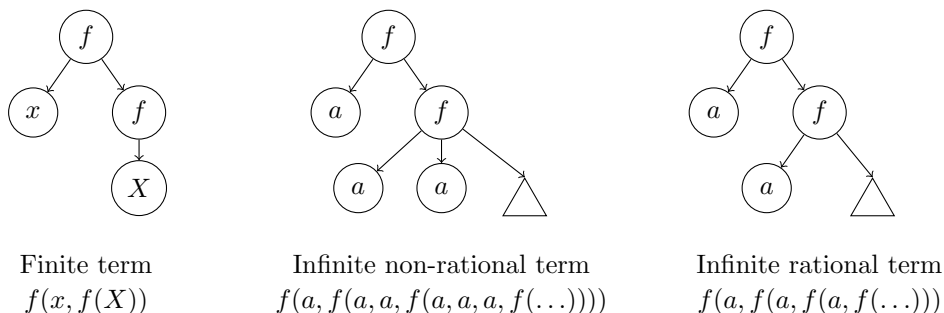 f f f
x f a f a f
X a a a
Finite term Infinite non-rational term Infinite rational term
f(x, f(X)) f(a, f(a, a, f(a, a, a, f(...)))) f(a, f(a, f(a, f(...))))